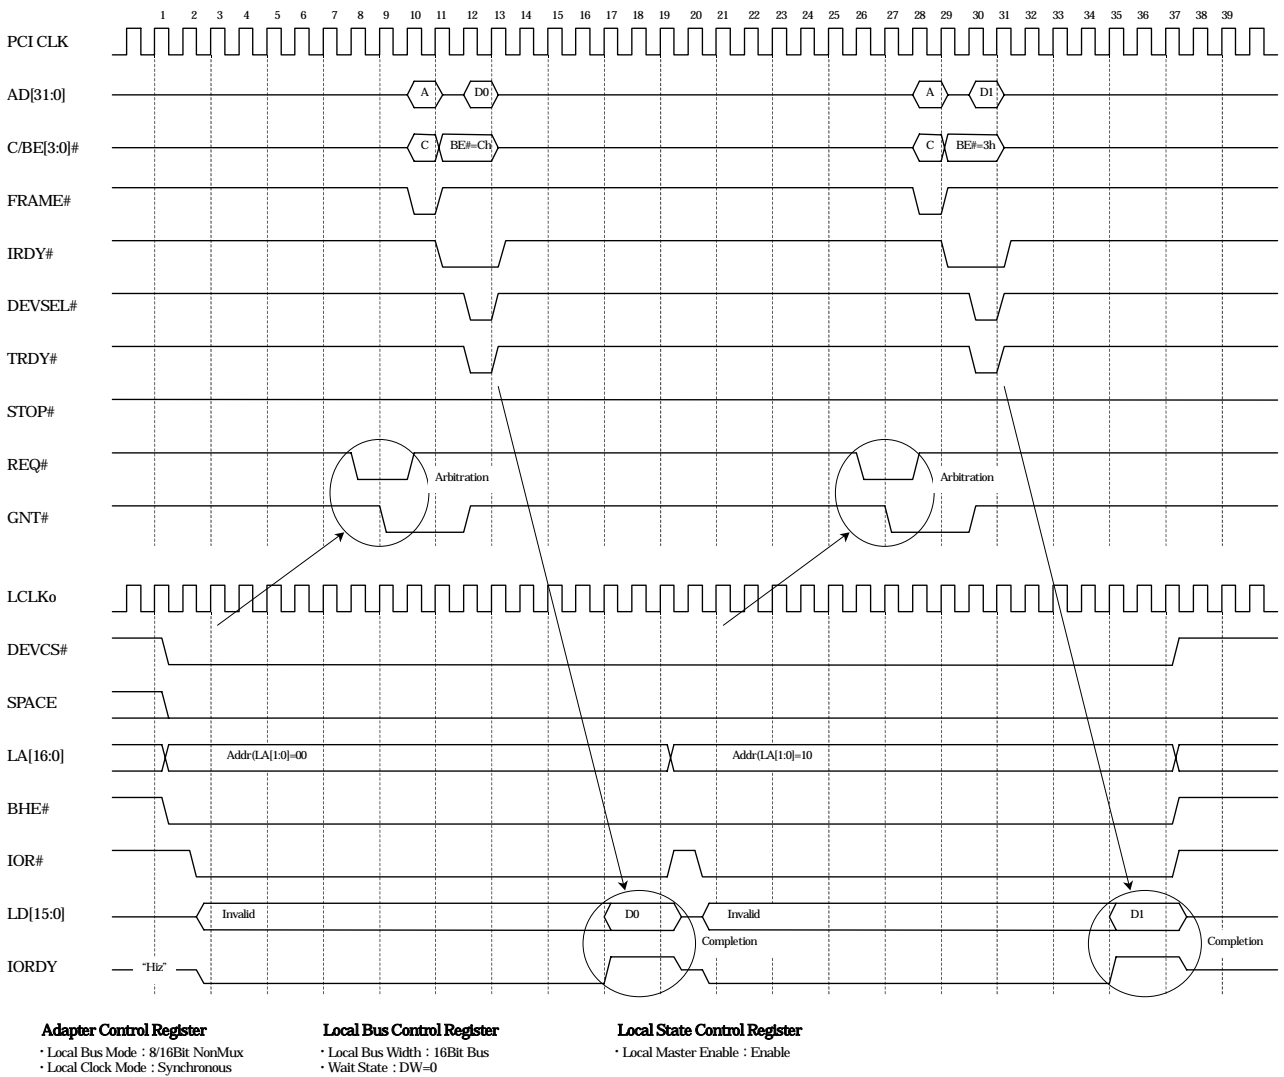 1 2 3 4 5 6 7 8 9 10 11 12 13 14 15 16 17 18 19 20 21 22 23 24 25 26 27 28 29 30 31 32 33 34 35 36 37 38 39
PCI CLK
AD[31:0] A D0 A D1
C/BE[3:0]# C BE#=Ch C BE#=3h
FRAME#
IRDY#
DEVSEL#
TRDY#
STOP#
REQ#
Arbitration Arbitration
GNT#
LCLKo
DEVCS#
SPACE
LA[16:0] Addr(LA[1:0]=00 Addr(LA[1:0]=10
BHE#
IOR#
LD[15:0] Invalid D0 Invalid D1
Completion Completion
IORDY “Hiz”
Adapter Control Register Local Bus Control Register Local State Control Register
・Local Bus Mode : 8/16Bit NonMux ・Local Bus Width : 16Bit Bus ・Local Master Enable : Enable
・Local Clock Mode : Synchronous ・Wait State : DW=0